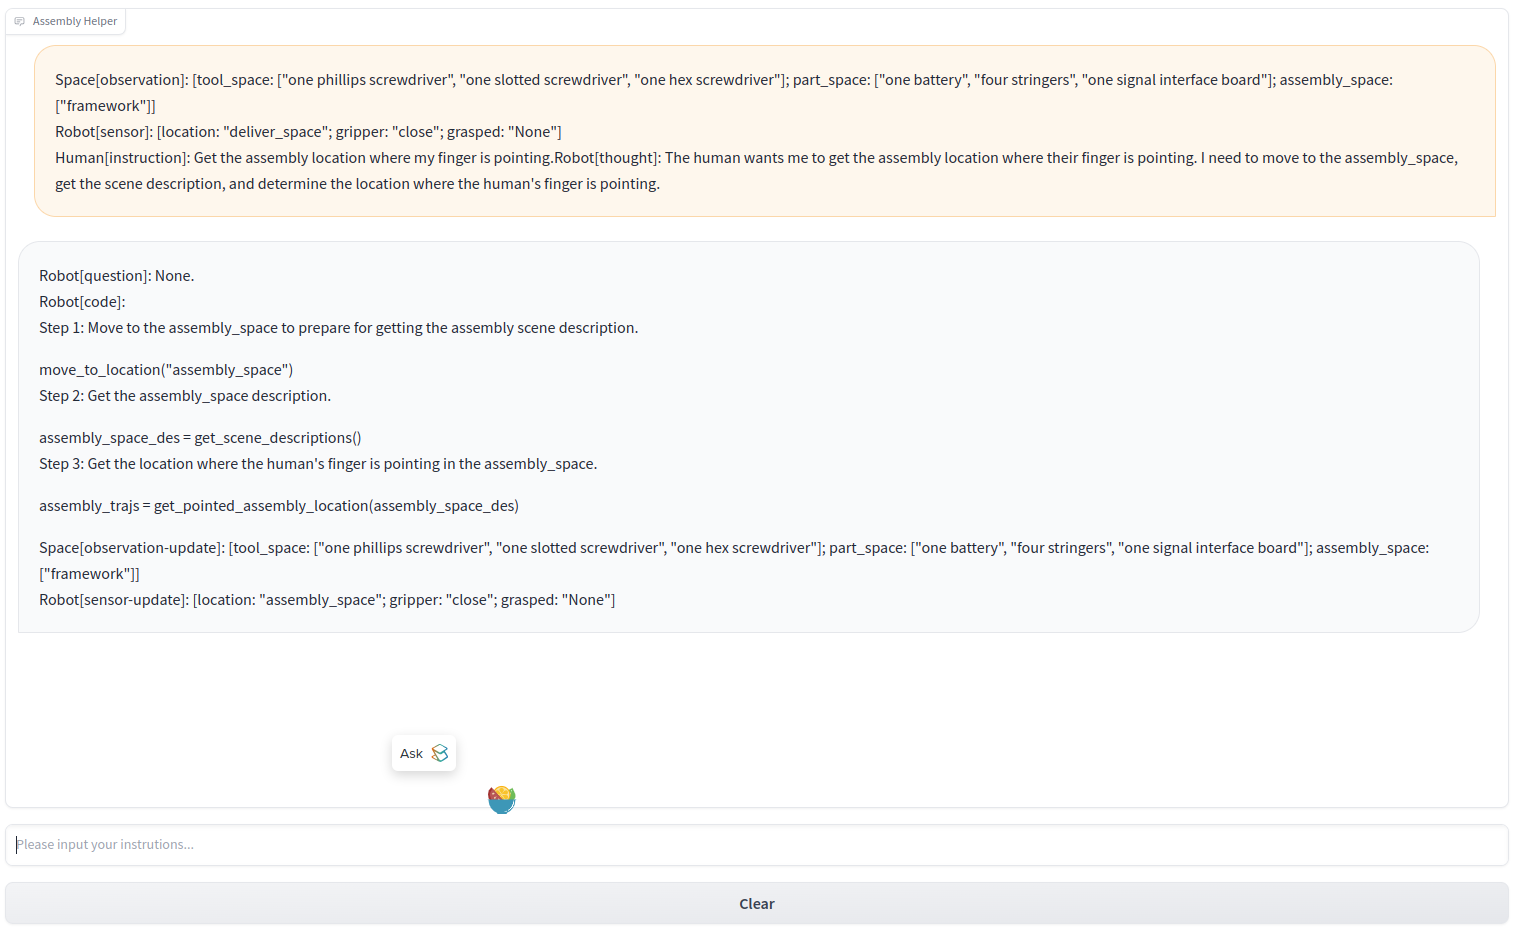 Assembly Helper
Space[observation]: [tool_space: ["one phillips screwdriver", "one slotted screwdriver", "one hex screwdriver"]; part_space: ["one battery", "four stringers", "one signal interface board"]; assembly_space:
["framework"]]
Robot[sensor]: [location: "deliver_space"; gripper: "close"; grasped: "None"]
Human[instruction]: Get the assembly location where my finger is pointing.Robot[thought]: The human wants me to get the assembly location where their finger is pointing. I need to move to the assembly_space,
get the scene description, and determine the location where the human's finger is pointing.
Robot[question]: None.
Robot[code]:
Step 1: Move to the assembly_space to prepare for getting the assembly scene description.
move_to_location("assembly_space")
Step 2: Get the assembly_space description.
assembly_space_des = get_scene_descriptions()
Step 3: Get the location where the human's finger is pointing in the assembly_space.
assembly_trajs = get_pointed_assembly_location(assembly_space_des)
Space[observation-update]: [tool_space: ["one phillips screwdriver", "one slotted screwdriver", "one hex screwdriver"]; part_space: ["one battery", "four stringers", "one signal interface board"]; assembly_space:
["framework"]]
Robot[sensor-update]: [location: "assembly_space"; gripper: "close"; grasped: "None"]
Ask
Please input your instrutions...
Clear